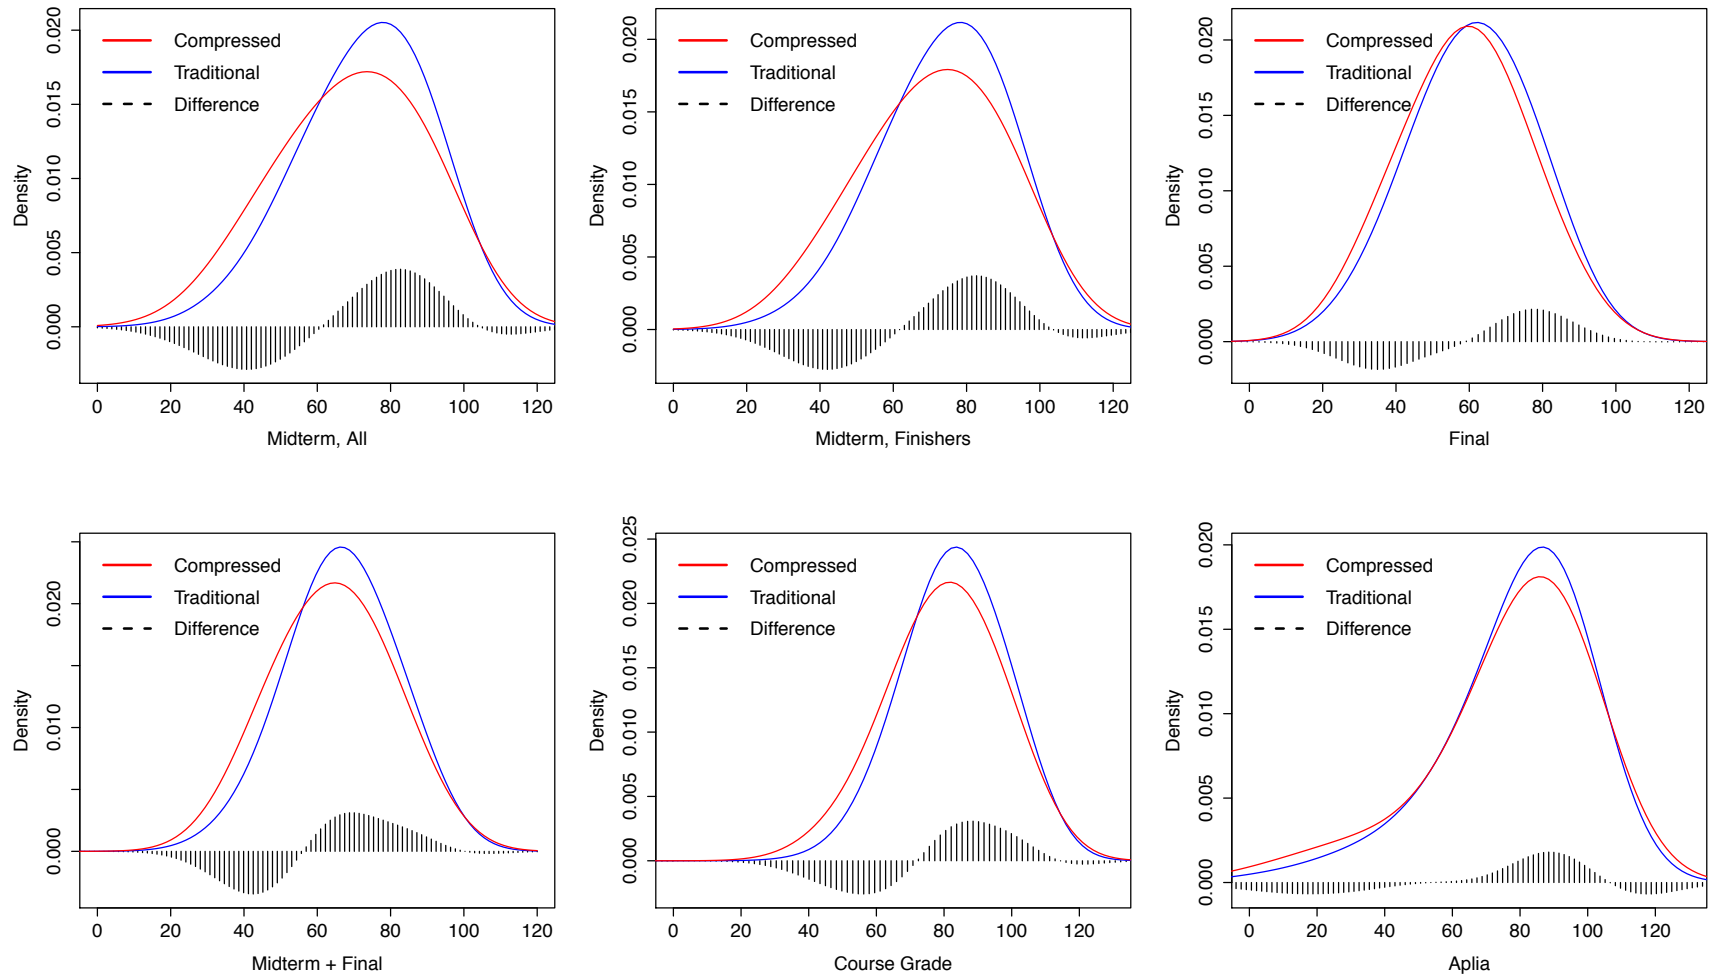 Compressed
Traditional
Difference
Density
0.000 0.005 0.010 0.015 0.020
0 20 40 60 80 100 120
Midterm, All
Compressed
Traditional
Difference
Density
0.000 0.005 0.010 0.015 0.020
0 20 40 60 80 100 120
Midterm, Finishers
Compressed
Traditional
Difference
Density
0.000 0.005 0.010 0.015 0.020
0 20 40 60 80 100 120
Final
Compressed
Traditional
Difference
Density
0.000 0.010 0.020
0 20 40 60 80 100 120
Midterm + Final
Compressed
Traditional
Difference
Density
0.000 0.005 0.010 0.015 0.020 0.025
0 20 40 60 80 100 120
Course Grade
Compressed
Traditional
Difference
Density
0.000 0.005 0.010 0.015 0.020
0 20 40 60 80 100 120
Aplia